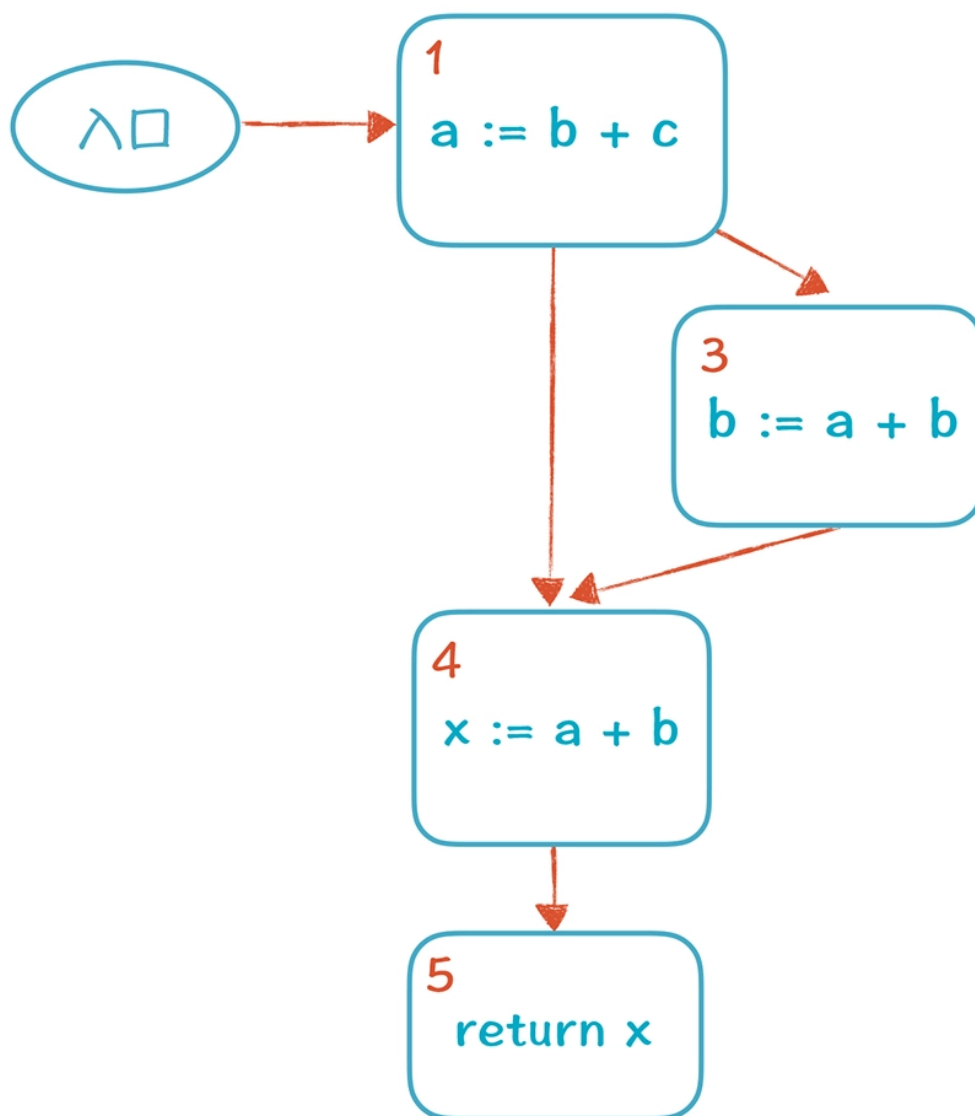 入口
1
a := b + c
3
b := a + b
4
x := a + b
5
return x